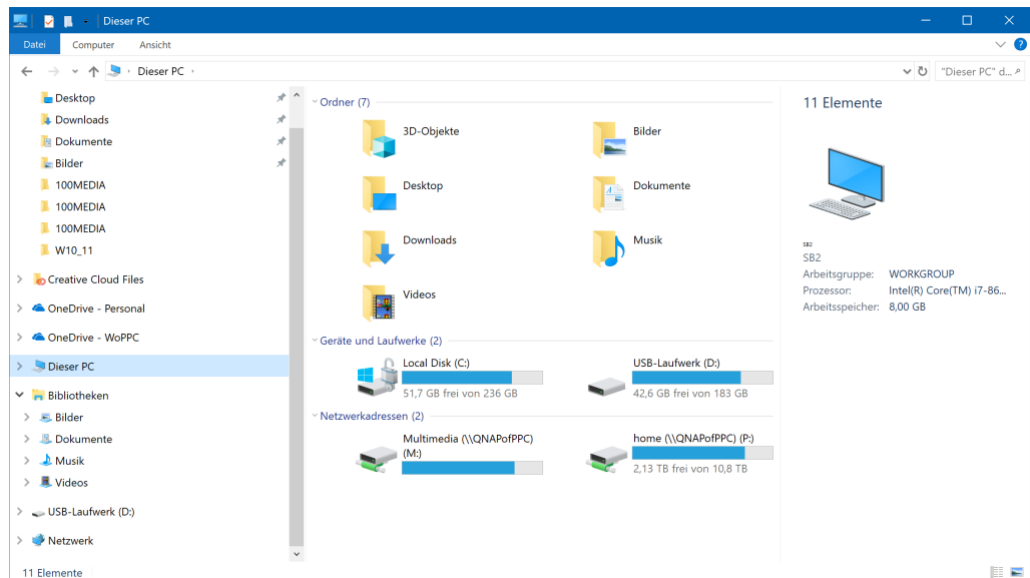 Dieser PC
Datei Computer Ansicht
Dieser PC "Dieser PC" d...
Desktop
Downloads
Dokumente
Bilder
100MEDIA
100MEDIA
100MEDIA
W10_11
Creative Cloud Files
OneDrive - Personal
OneDrive - WoPPC
Dieser PC
Bibliotheken
Bilder
Dokumente
Musik
Videos
USB-Laufwerk (D:)
Netzwerk
11 Elemente
Ordner (7)
3D-Objekte
Bilder
Desktop
Dokumente
Downloads
Musik
Videos
Geräte und Laufwerke (2)
Local Disk (C:)
51,7 GB frei von 236 GB
USB-Laufwerk (D:)
42,6 GB frei von 183 GB
Netzwerkadressen (2)
Multimedia (\\QNAPofPPC)
(M:)
home (\\QNAPofPPC) (P:)
2,13 TB frei von 10,8 TB
11 Elemente
SB2
SB2
Arbeitsgruppe: WORKGROUP
Prozessor: Intel(R) Core(TM) i7-86...
Arbeitsspeicher: 8,00 GB